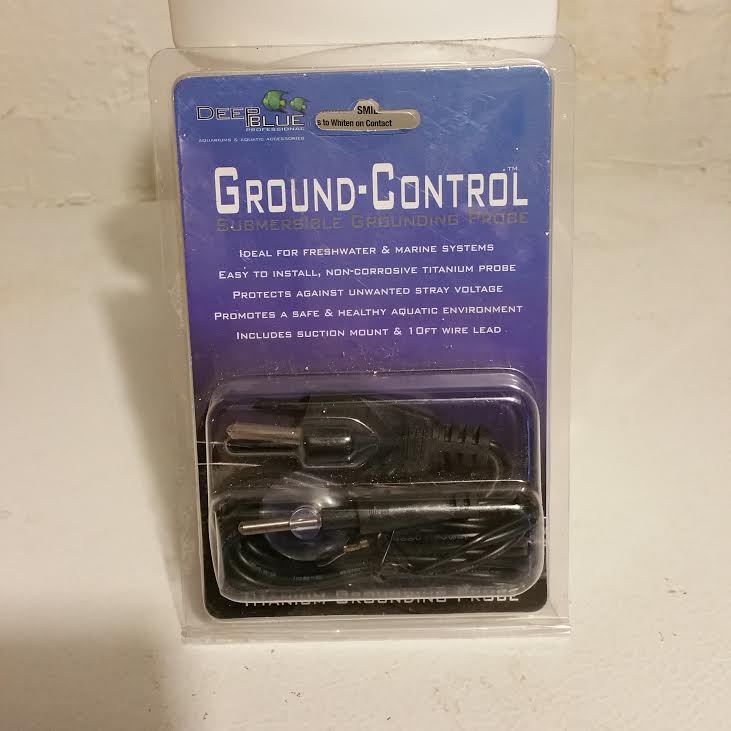 DEEP BLUE
PROFESSIONAL
AQUARIUMS & AQUATIC ACCESSORIES
SMIL
s to Whiten on Contact
GROUND-CONTROL™
SUBMERSIBLE GROUNDING PROBE
IDEAL FOR FRESHWATER & MARINE SYSTEMS
EASY TO INSTALL, NON-CORROSIVE TITANIUM PROBE
PROTECTS AGAINST UNWANTED STRAY VOLTAGE
PROMOTES A SAFE & HEALTHY AQUATIC ENVIRONMENT
INCLUDES SUCTION MOUNT & 10FT WIRE LEAD
TITANIUM GROUNDING PROBE